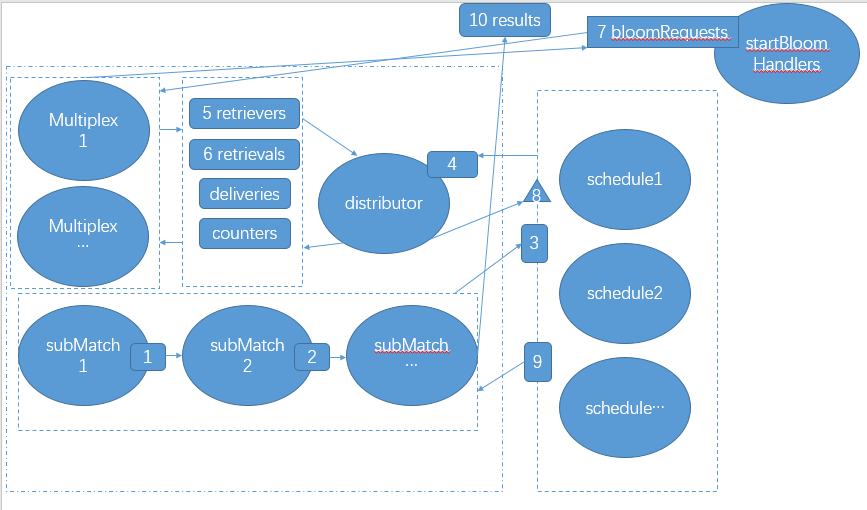 10 results
7 bloomRequests
startBloom
Handlers
Multiplex
1
5 retrievers
6 retrievals
deliveries
counters
Multiplex
...
distributor
4
8
3
schedule1
schedule2
schedule...
subMatch
1
1
subMatch
2
2
subMatch
...
9